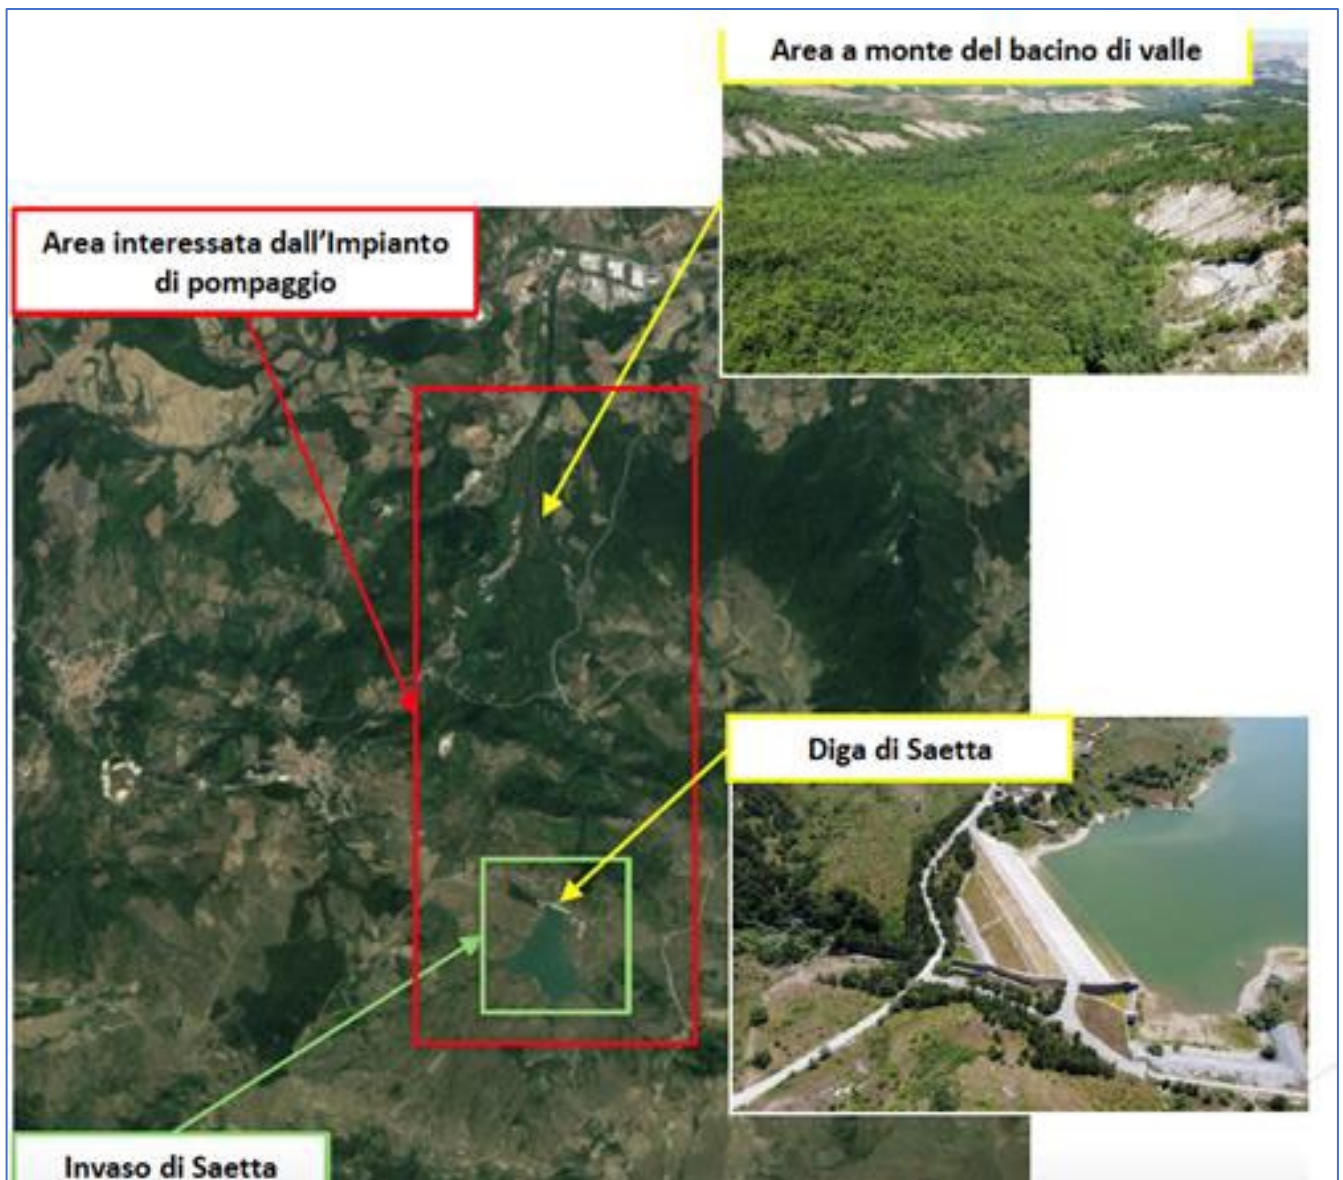 Area a monte del bacino di valle
Area interessata dall'Impianto
di pompaggio
Diga di Saetta
Invaso di Saetta